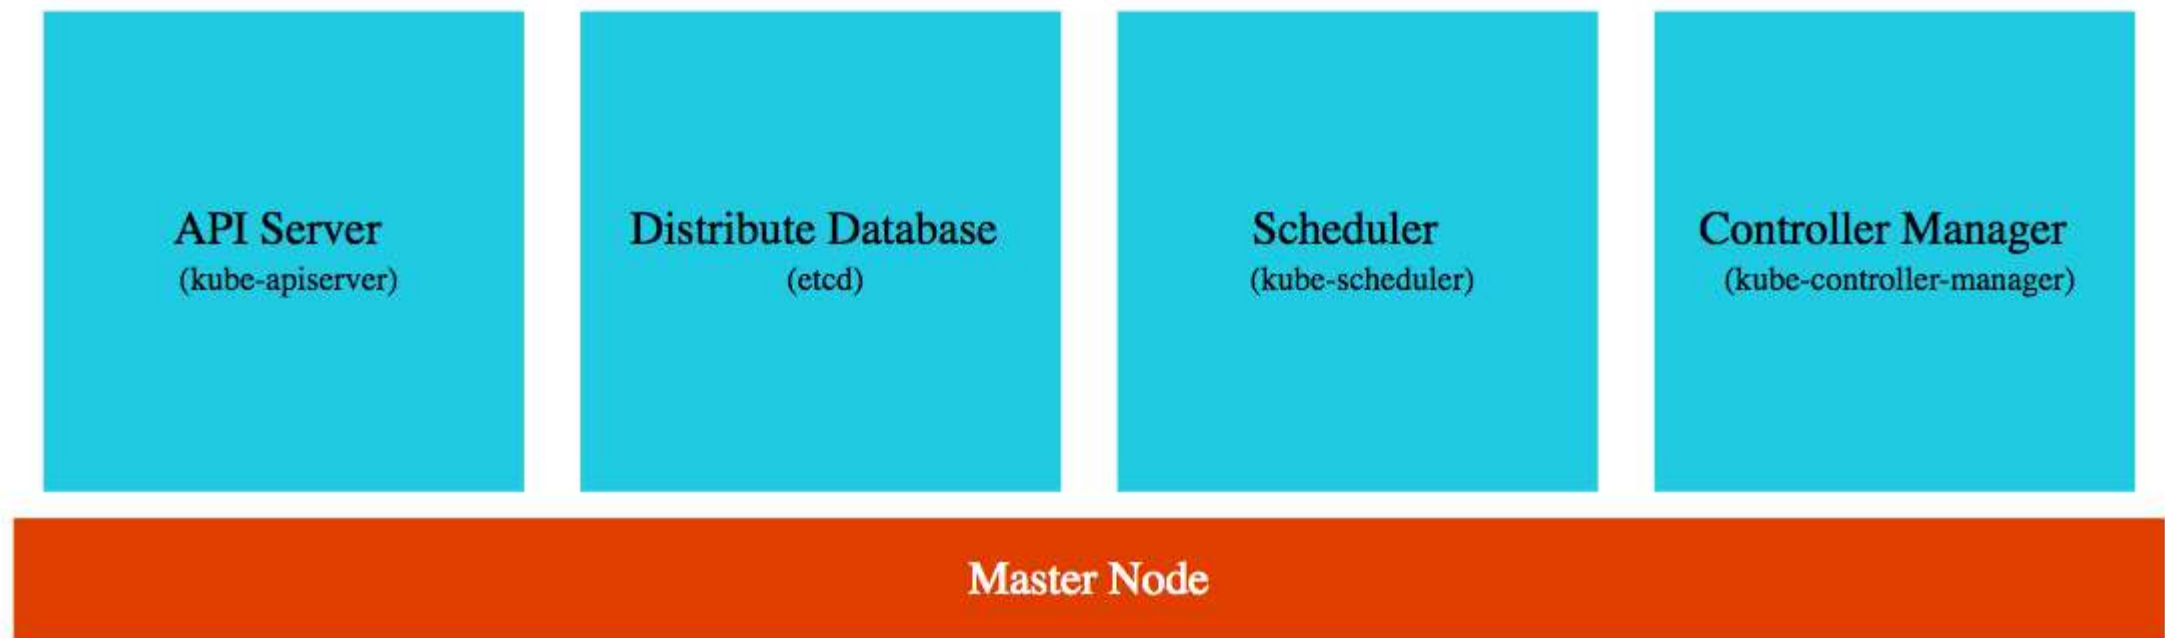 API Server
(kube-apiserver)
Distribute Database
(etcd)
Scheduler
(kube-scheduler)
Controller Manager
(kube-controller-manager)
Master Node